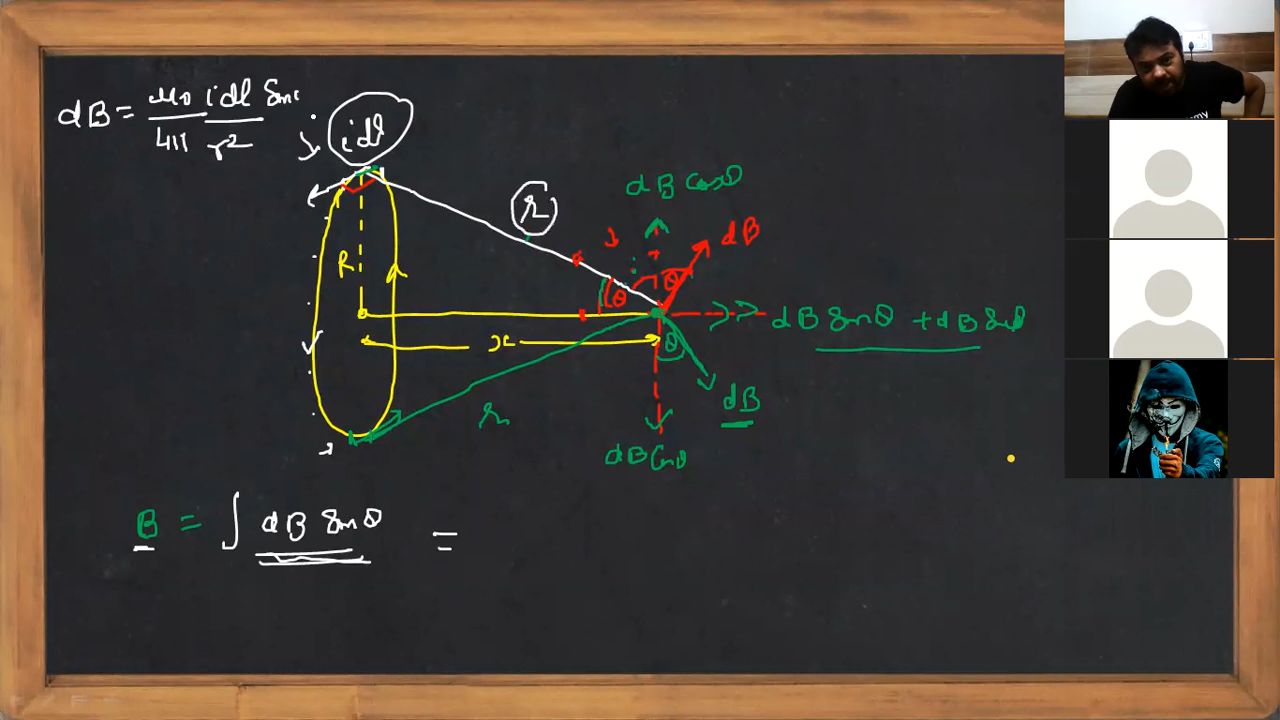 dB = μ0 idl Sin
4π r²
idl
r
R
dB Cosθ
dB
θ
θ
dB Sinθ + dB Sinθ
x
θ
dB
r
dB Cosθ
B = ∫ dB Sinθ =